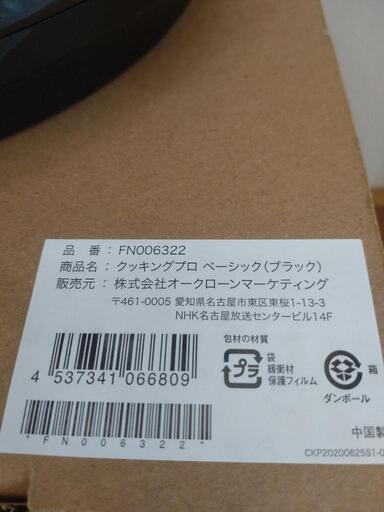 品 番 : FN006322
商品名 : クッキングプロ ベーシック(ブラック)
販売元 : 株式会社オークローンマーケティング
〒461-0005 愛知県名古屋市東区東桜1-13-3
NHK名古屋放送センタービル14F
包材の材質
プラ
袋
緩衝材
保護フィルム
箱
ダンボール
4 537341 066809
*FN006322*
中国製
CKP2020062551-0